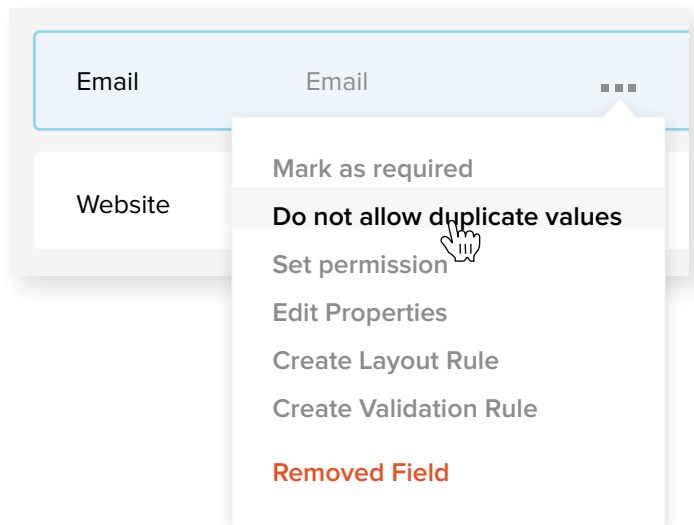 Email Email
Mark as required
Website
Do not allow duplicate values
Set permission
Edit Properties
Create Layout Rule
Create Validation Rule
Removed Field